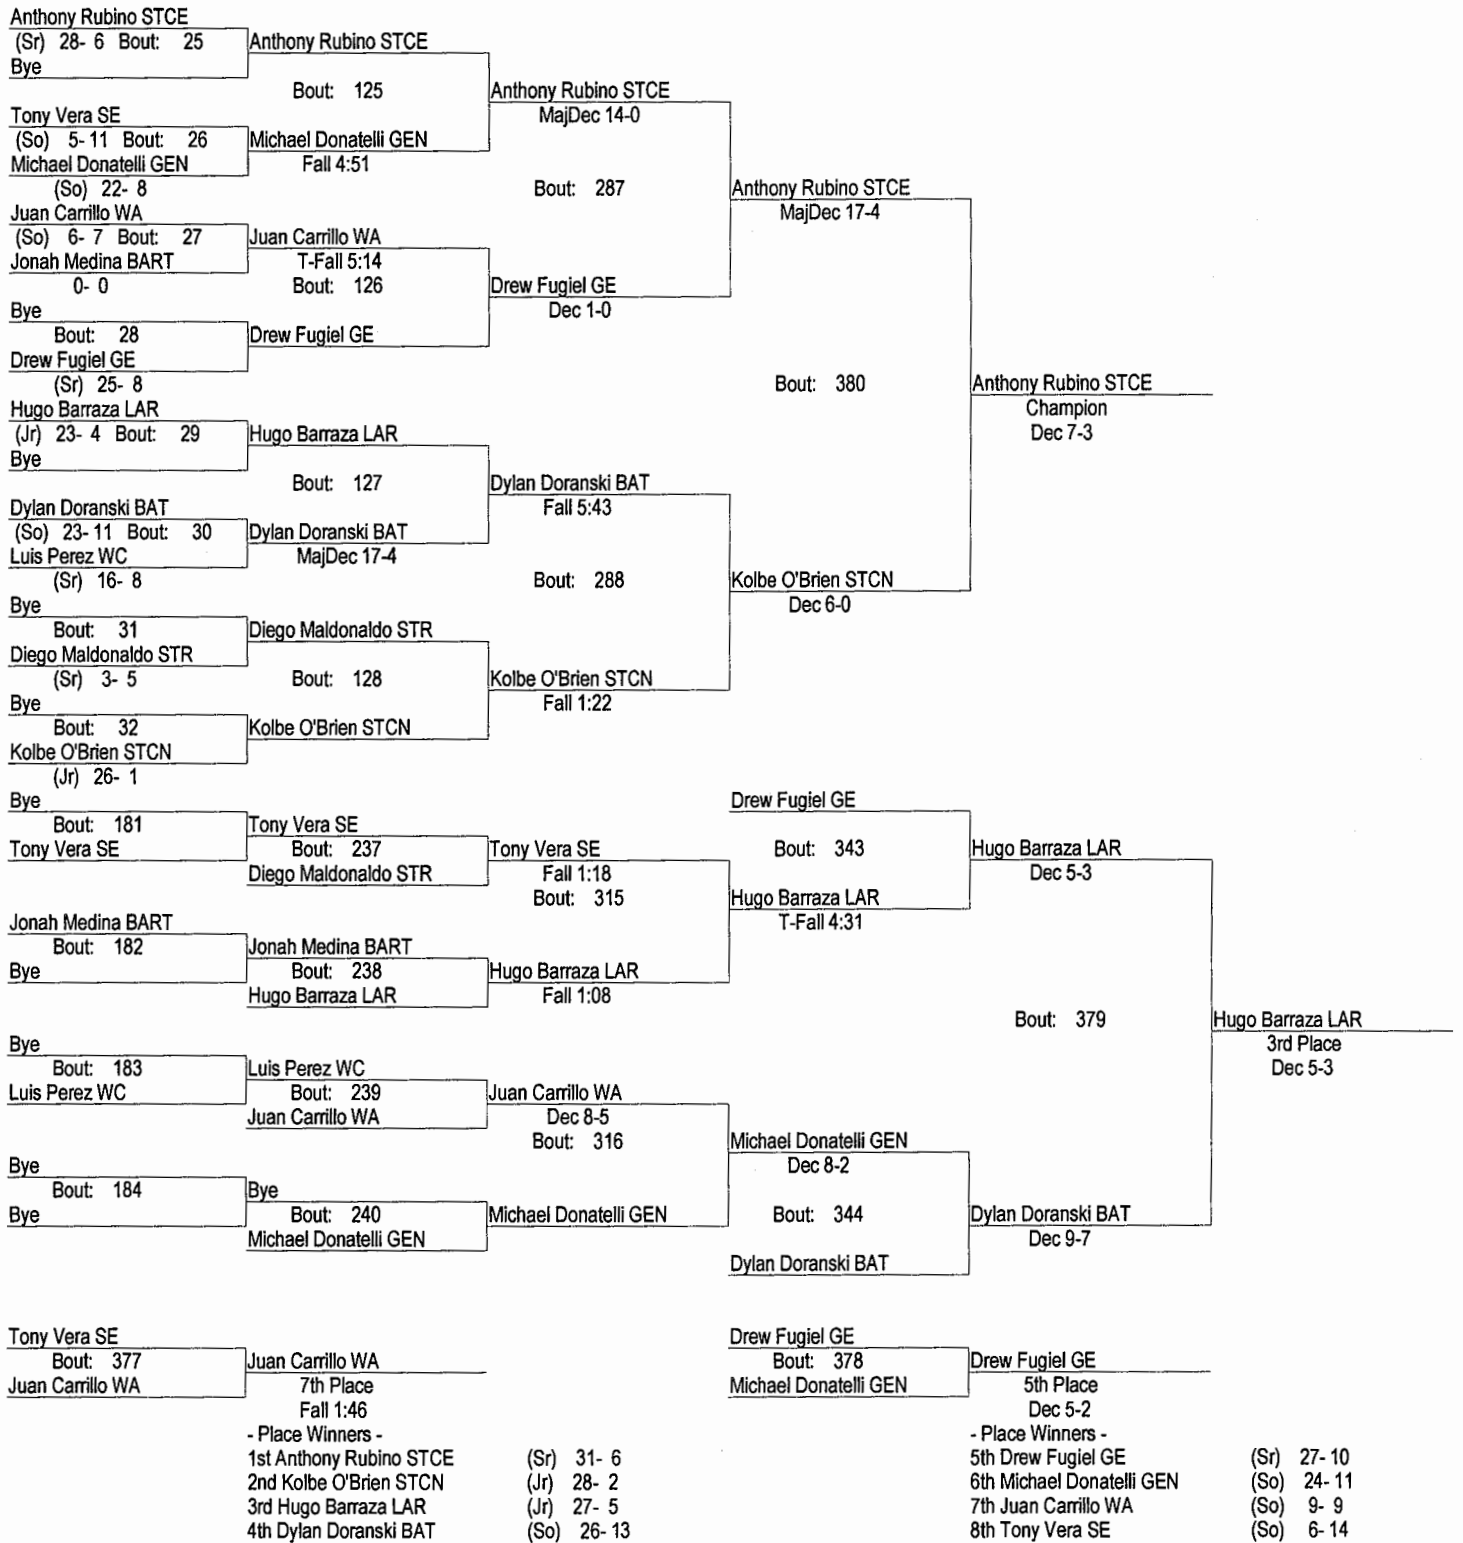 Anthony Rubino STCE
(Sr) 28- 6 Bout: 25 Anthony Rubino STCE
Bye
Bout: 125 Anthony Rubino STCE
Tony Vera SE MajDec 14-0
(So) 5- 11 Bout: 26 Michael Donatelli GEN
Michael Donatelli GEN Fall 4:51
(So) 22- 8 Bout: 287 Anthony Rubino STCE
Juan Carrillo WA MajDec 17-4
(So) 6- 7 Bout: 27 Juan Carrillo WA
Jonah Medina BART T-Fall 5:14
0- 0 Bout: 126 Drew Fugiel GE
Bye Dec 1-0
Bout: 28 Drew Fugiel GE
Drew Fugiel GE
(Sr) 25- 8 Bout: 380 Anthony Rubino STCE
Hugo Barraza LAR Champion
(Jr) 23- 4 Bout: 29 Hugo Barraza LAR Dec 7-3
Bye
Bout: 127 Dylan Doranski BAT
Dylan Doranski BAT Fall 5:43
(So) 23- 11 Bout: 30 Dylan Doranski BAT
Luis Perez WC MajDec 17-4
(Sr) 16- 8 Bout: 288 Kolbe O'Brien STCN
Bye Dec 6-0
Bout: 31 Diego Maldonaldo STR
Diego Maldonaldo STR
(Sr) 3- 5 Bout: 128 Kolbe O'Brien STCN
Bye Fall 1:22
Bout: 32 Kolbe O'Brien STCN
Kolbe O'Brien STCN
(Jr) 26- 1
Bye Drew Fugiel GE
Bout: 181 Tony Vera SE
Tony Vera SE Bout: 237 Tony Vera SE Bout: 343 Hugo Barraza LAR
Diego Maldonaldo STR Fall 1:18 Dec 5-3
Bout: 315 Hugo Barraza LAR
Jonah Medina BART T-Fall 4:31
Bout: 182 Jonah Medina BART
Bye Bout: 238 Hugo Barraza LAR
Hugo Barraza LAR Fall 1:08
Bout: 379 Hugo Barraza LAR
Bye 3rd Place
Bout: 183 Luis Perez WC Dec 5-3
Luis Perez WC Bout: 239 Juan Carrillo WA
Juan Carrillo WA Dec 8-5
Bout: 316 Michael Donatelli GEN
Bye Dec 8-2
Bout: 184 Bye
Bye Bout: 240 Michael Donatelli GEN Bout: 344 Dylan Doranski BAT
Michael Donatelli GEN Dec 9-7
Dylan Doranski BAT
Tony Vera SE Drew Fugiel GE
Bout: 377 Juan Carrillo WA Bout: 378 Drew Fugiel GE
Juan Carrillo WA 7th Place Michael Donatelli GEN 5th Place
Fall 1:46 Dec 5-2
- Place Winners - - Place Winners -
1st Anthony Rubino STCE (Sr) 31- 6 5th Drew Fugiel GE (Sr) 27- 10
2nd Kolbe O'Brien STCN (Jr) 28- 2 6th Michael Donatelli GEN (So) 24- 11
3rd Hugo Barraza LAR (Jr) 27- 5 7th Juan Carrillo WA (So) 9- 9
4th Dylan Doranski BAT (So) 26- 13 8th Tony Vera SE (So) 6- 14